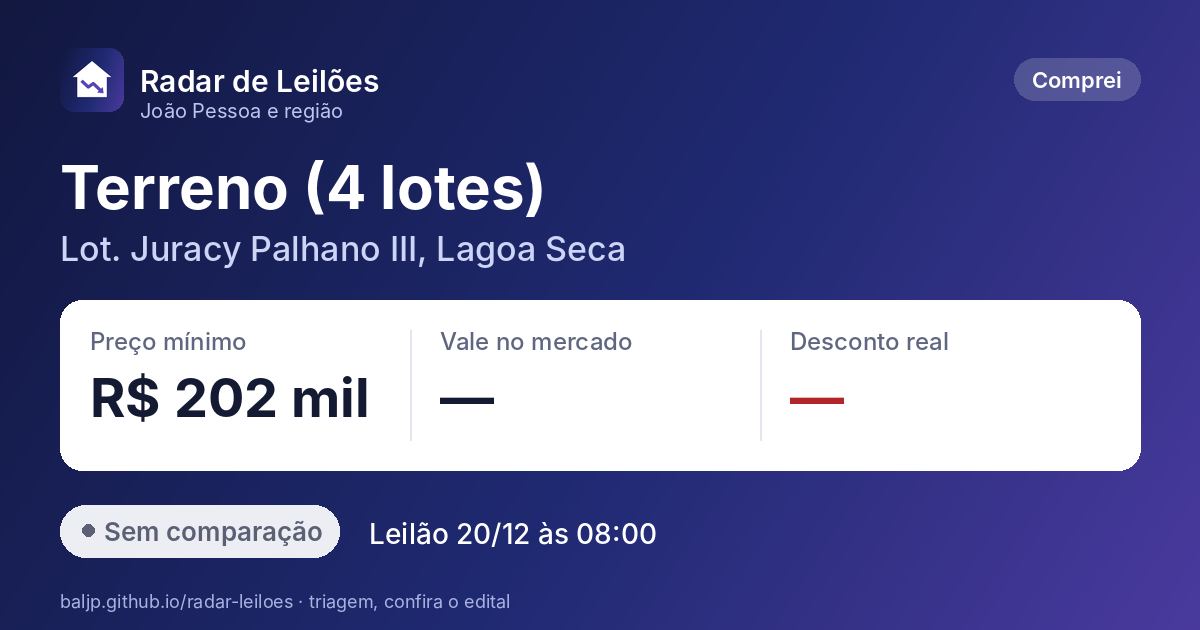 Radar de Leilões
João Pessoa e região
Comprei
Terreno (4 lotes)
Lot. Juracy Palhano III, Lagoa Seca
Preço mínimo
R$ 202 mil
Vale no mercado
—
Desconto real
—
Sem comparação
Leilão 20/12 às 08:00
baljp.github.io/radar-leiloes · triagem, confira o edital